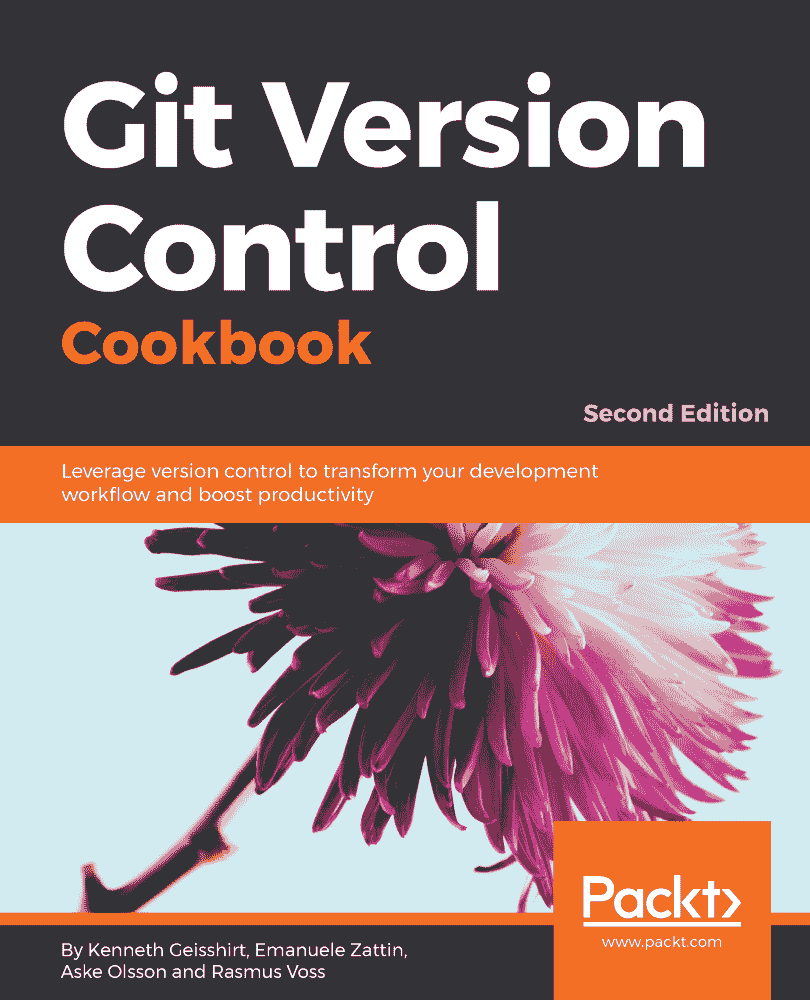 Git Version
Control
Cookbook
Second Edition
Leverage version control to transform your development
workflow and boost productivity
Packt>
www.packt.com
By Kenneth Geisshirt, Emanuele Zattin,
Aske Olsson and Rasmus Voss